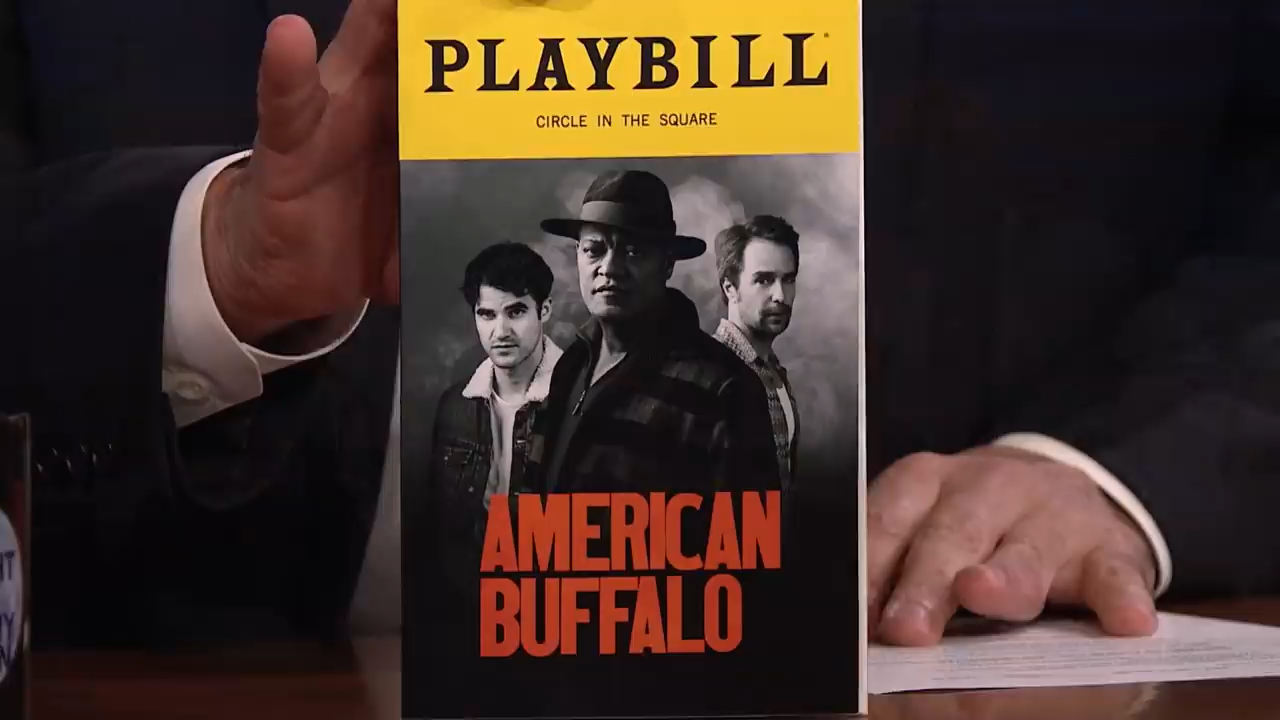 PLAYBILL
CIRCLE IN THE SQUARE
AMERICAN
BUFFALO